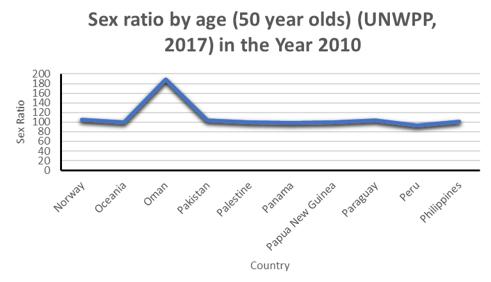 Sex ratio by age (50 year olds) (UNWPP,
2017) in the Year 2010
200
180
160
140
120
100
80
60
40
20
0
Sex Ratio
Norway
Oceania
Oman
Pakistan
Palestine
Panama
Papua New Guinea
Paraguay
Peru
Philippines
Country